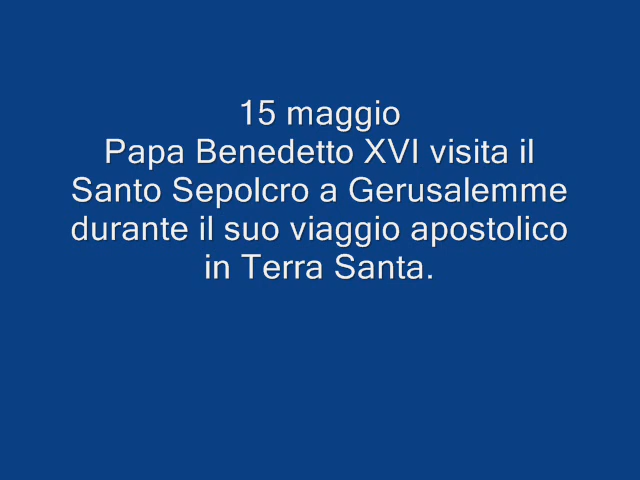 15 maggio
Papa Benedetto XVI visita il
Santo Sepolcro a Gerusalemme
durante il suo viaggio apostolico
in Terra Santa.